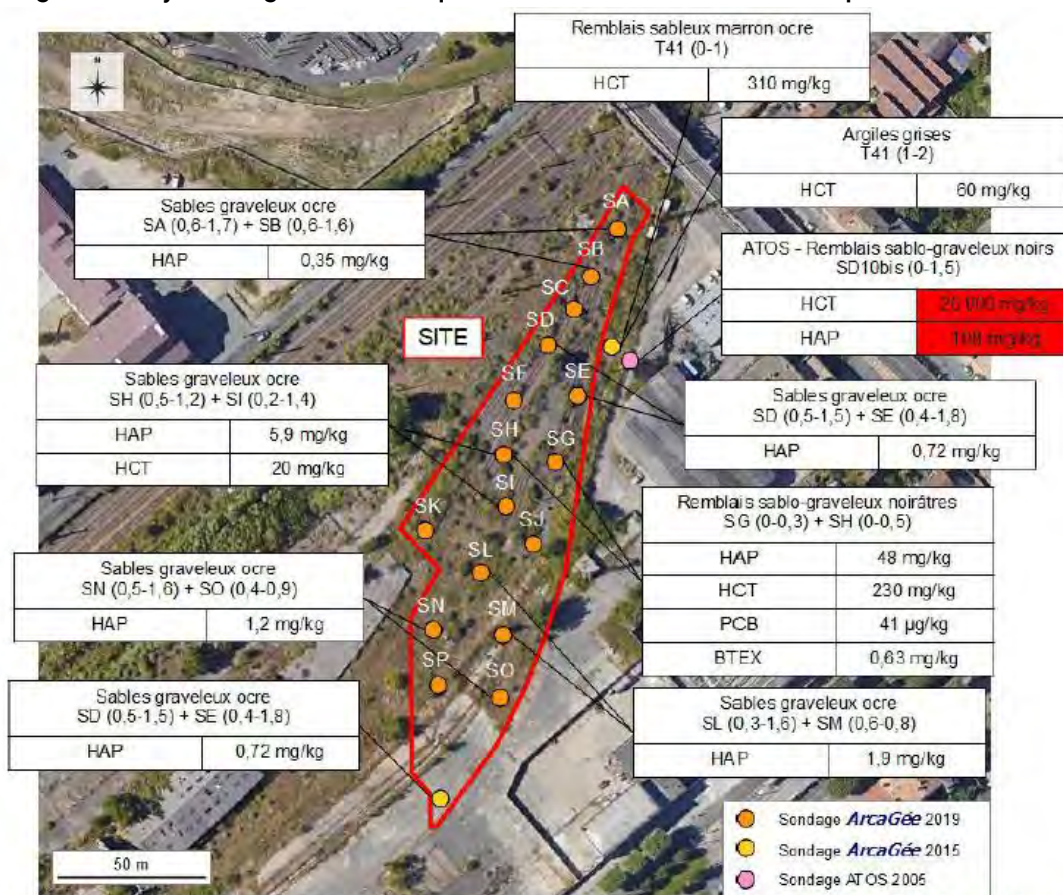 Remblais sableux marron ocre
T41 (0-1)
HCT 310 mg/kg
N
Argiles grises
T41 (1-2)
HCT 60 mg/kg
Sables graveleux ocre
SA (0,6-1,7) + SB (0,6-1,6)
HAP 0,35 mg/kg
ATOS - Remblais sablo-graveleux noirs
SD10bis (0-1,5)
HCT mg/kg
HAP mg/kg
SA
SB
SC
SD
SITE
SE
SF
SH
SG
SI
SK
SJ
SL
SN
SM
SP
SO
Sables graveleux ocre
SH (0,5-1,2) + SI (0,2-1,4)
HAP 5,9 mg/kg
HCT 20 mg/kg
Sables graveleux ocre
SD (0,5-1,5) + SE (0,4-1,8)
HAP 0,72 mg/kg
Remblais sablo-graveleux noirâtres
SG (0-0,3) + SH (0-0,5)
HAP 48 mg/kg
HCT 230 mg/kg
PCB 41 µg/kg
BTEX 0,63 mg/kg
Sables graveleux ocre
SN (0,5-1,6) + SO (0,4-0,9)
HAP 1,2 mg/kg
Sables graveleux ocre
SD (0,5-1,5) + SE (0,4-1,8)
HAP 0,72 mg/kg
Sables graveleux ocre
SL (0,3-1,6) + SM (0,6-0,8)
HAP 1,9 mg/kg
Sondage ArcaGée 2019
Sondage ArcaGée 2015
Sondage ATOS 2005
50 m